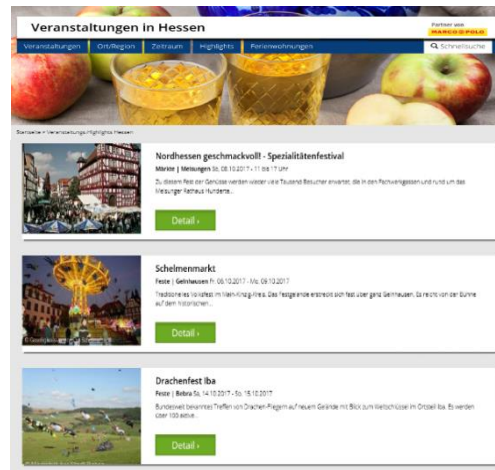 Veranstaltungen in Hessen
Partner von
MARCO POLO
Veranstaltungen
Ort/Region
Zeitraum
Highlights
Ferienwohnungen
Schnellsuche
Startseite > Veranstaltungs-Highlights Hessen
Nordhessen geschmackvoll! - Spezialitätenfestival
Märkte | Melsungen So, 08.10.2017 - 11 bis 17 Uhr
Zu diesem Fest der Genüsse werden wieder viele Tausend Besucher erwartet, die in den Fachwerkgassen und rund um das
Melsunger Rathaus Hunderte...
Detail ›
Schelmenmarkt
Feste | Gelnhausen Fr, 06.10.2017 - Mo, 09.10.2017
Traditionelles Volksfest im Main-Kinzig-Kreis. Das Festgelände erstreckt sich fast über ganz Gelnhausen. Es reicht von der Bühne
auf dem historischen...
Detail ›
Drachenfest Iba
Feste | Bebra Sa, 14.10.2017 - So, 15.10.2017
Bundesweit bekanntes Treffen von Drachen-Fliegern auf neuem Gelände mit Blick zum Weltschlüssel im Ortsteil Iba. Es werden
über 100 aktive...
Detail ›